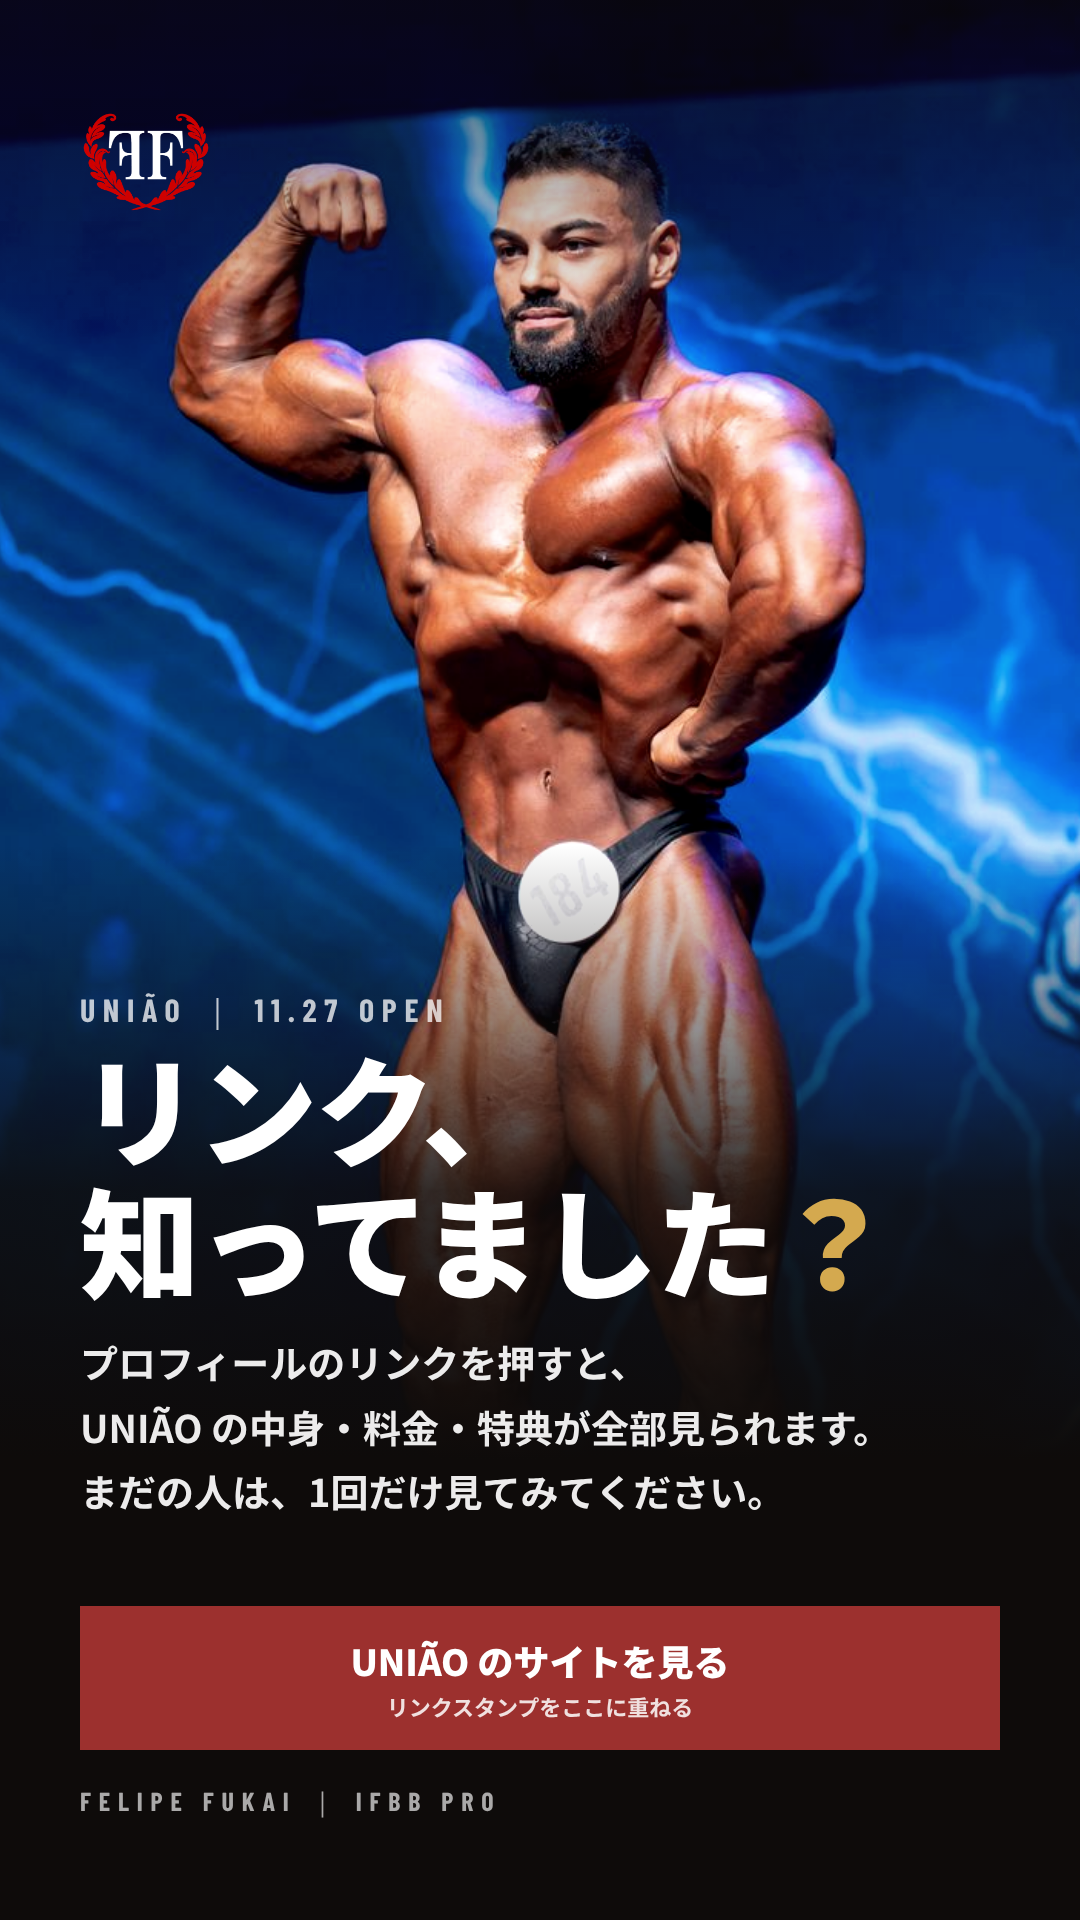 FF
184
UNIÃO | 11.27 OPEN
リンク、
知ってました？
プロフィールのリンクを押すと、
UNIÃO の中身・料金・特典が全部見られます。
まだの人は、1回だけ見てみてください。
UNIÃO のサイトを見る
リンクスタンプをここに重ねる
FELIPE FUKAI | IFBB PRO